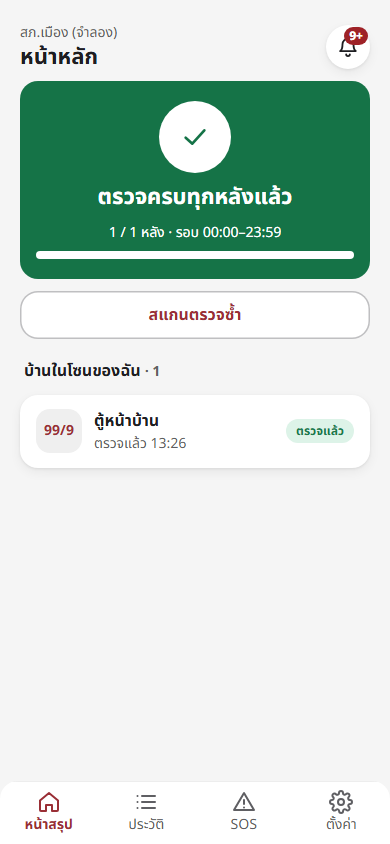 สภ.เมือง (จำลอง)
หน้าหลัก
9+
ตรวจครบทุกหลังแล้ว
1 / 1 หลัง · รอบ 00:00–23:59
สแกนตรวจซ้ำ
บ้านในโซนของฉัน · 1
99/9
ตู้หน้าบ้าน
ตรวจแล้ว 13:26
ตรวจแล้ว
หน้าสรุป
ประวัติ
SOS
ตั้งค่า